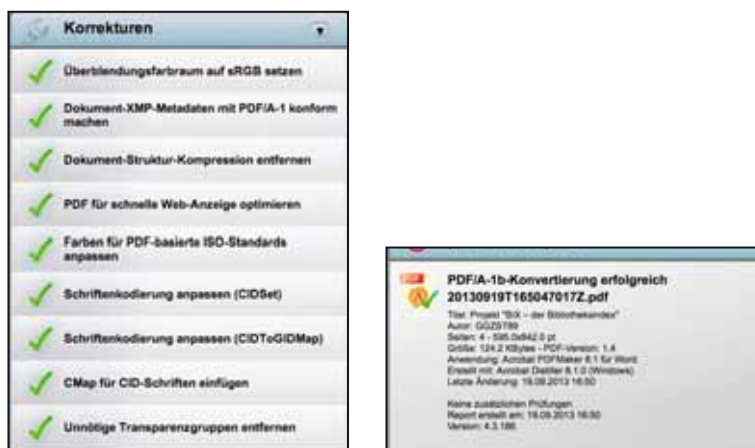 Korrekturen
Überblendungsfarbraum auf sRGB setzen
Dokument-XMP-Metadaten mit PDF/A-1 konform
machen
Dokument-Struktur-Kompression entfernen
PDF für schnelle Web-Anzeige optimieren
Farben für PDF-basierte ISO-Standards
anpassen
Schriftenkodierung anpassen (CIDSet)
Schriftenkodierung anpassen (CIDToGIDMap)
CMap für CID-Schriften einfügen
Unnötige Transparenzgruppen entfernen
PDF/A-1b-Konvertierung erfolgreich
20130919T165047017Z.pdf
Titel: Projekt "BIX – der Bibliotheksindex"
Autor: GGZST89
Seiten: 4 - 595.0x842.0 pt
Größe: 124.2 KBytes - PDF-Version: 1.4
Anwendung: Acrobat PDFMaker 8.1 für Word
Erstellt mit: Acrobat Distiller 8.1.0 (Windows)
Letzte Änderung: 19.09.2013 16:50
Keine zusätzlichen Prüfungen
Report erstellt am: 19.09.2013 16:50
Version: 4.3.186